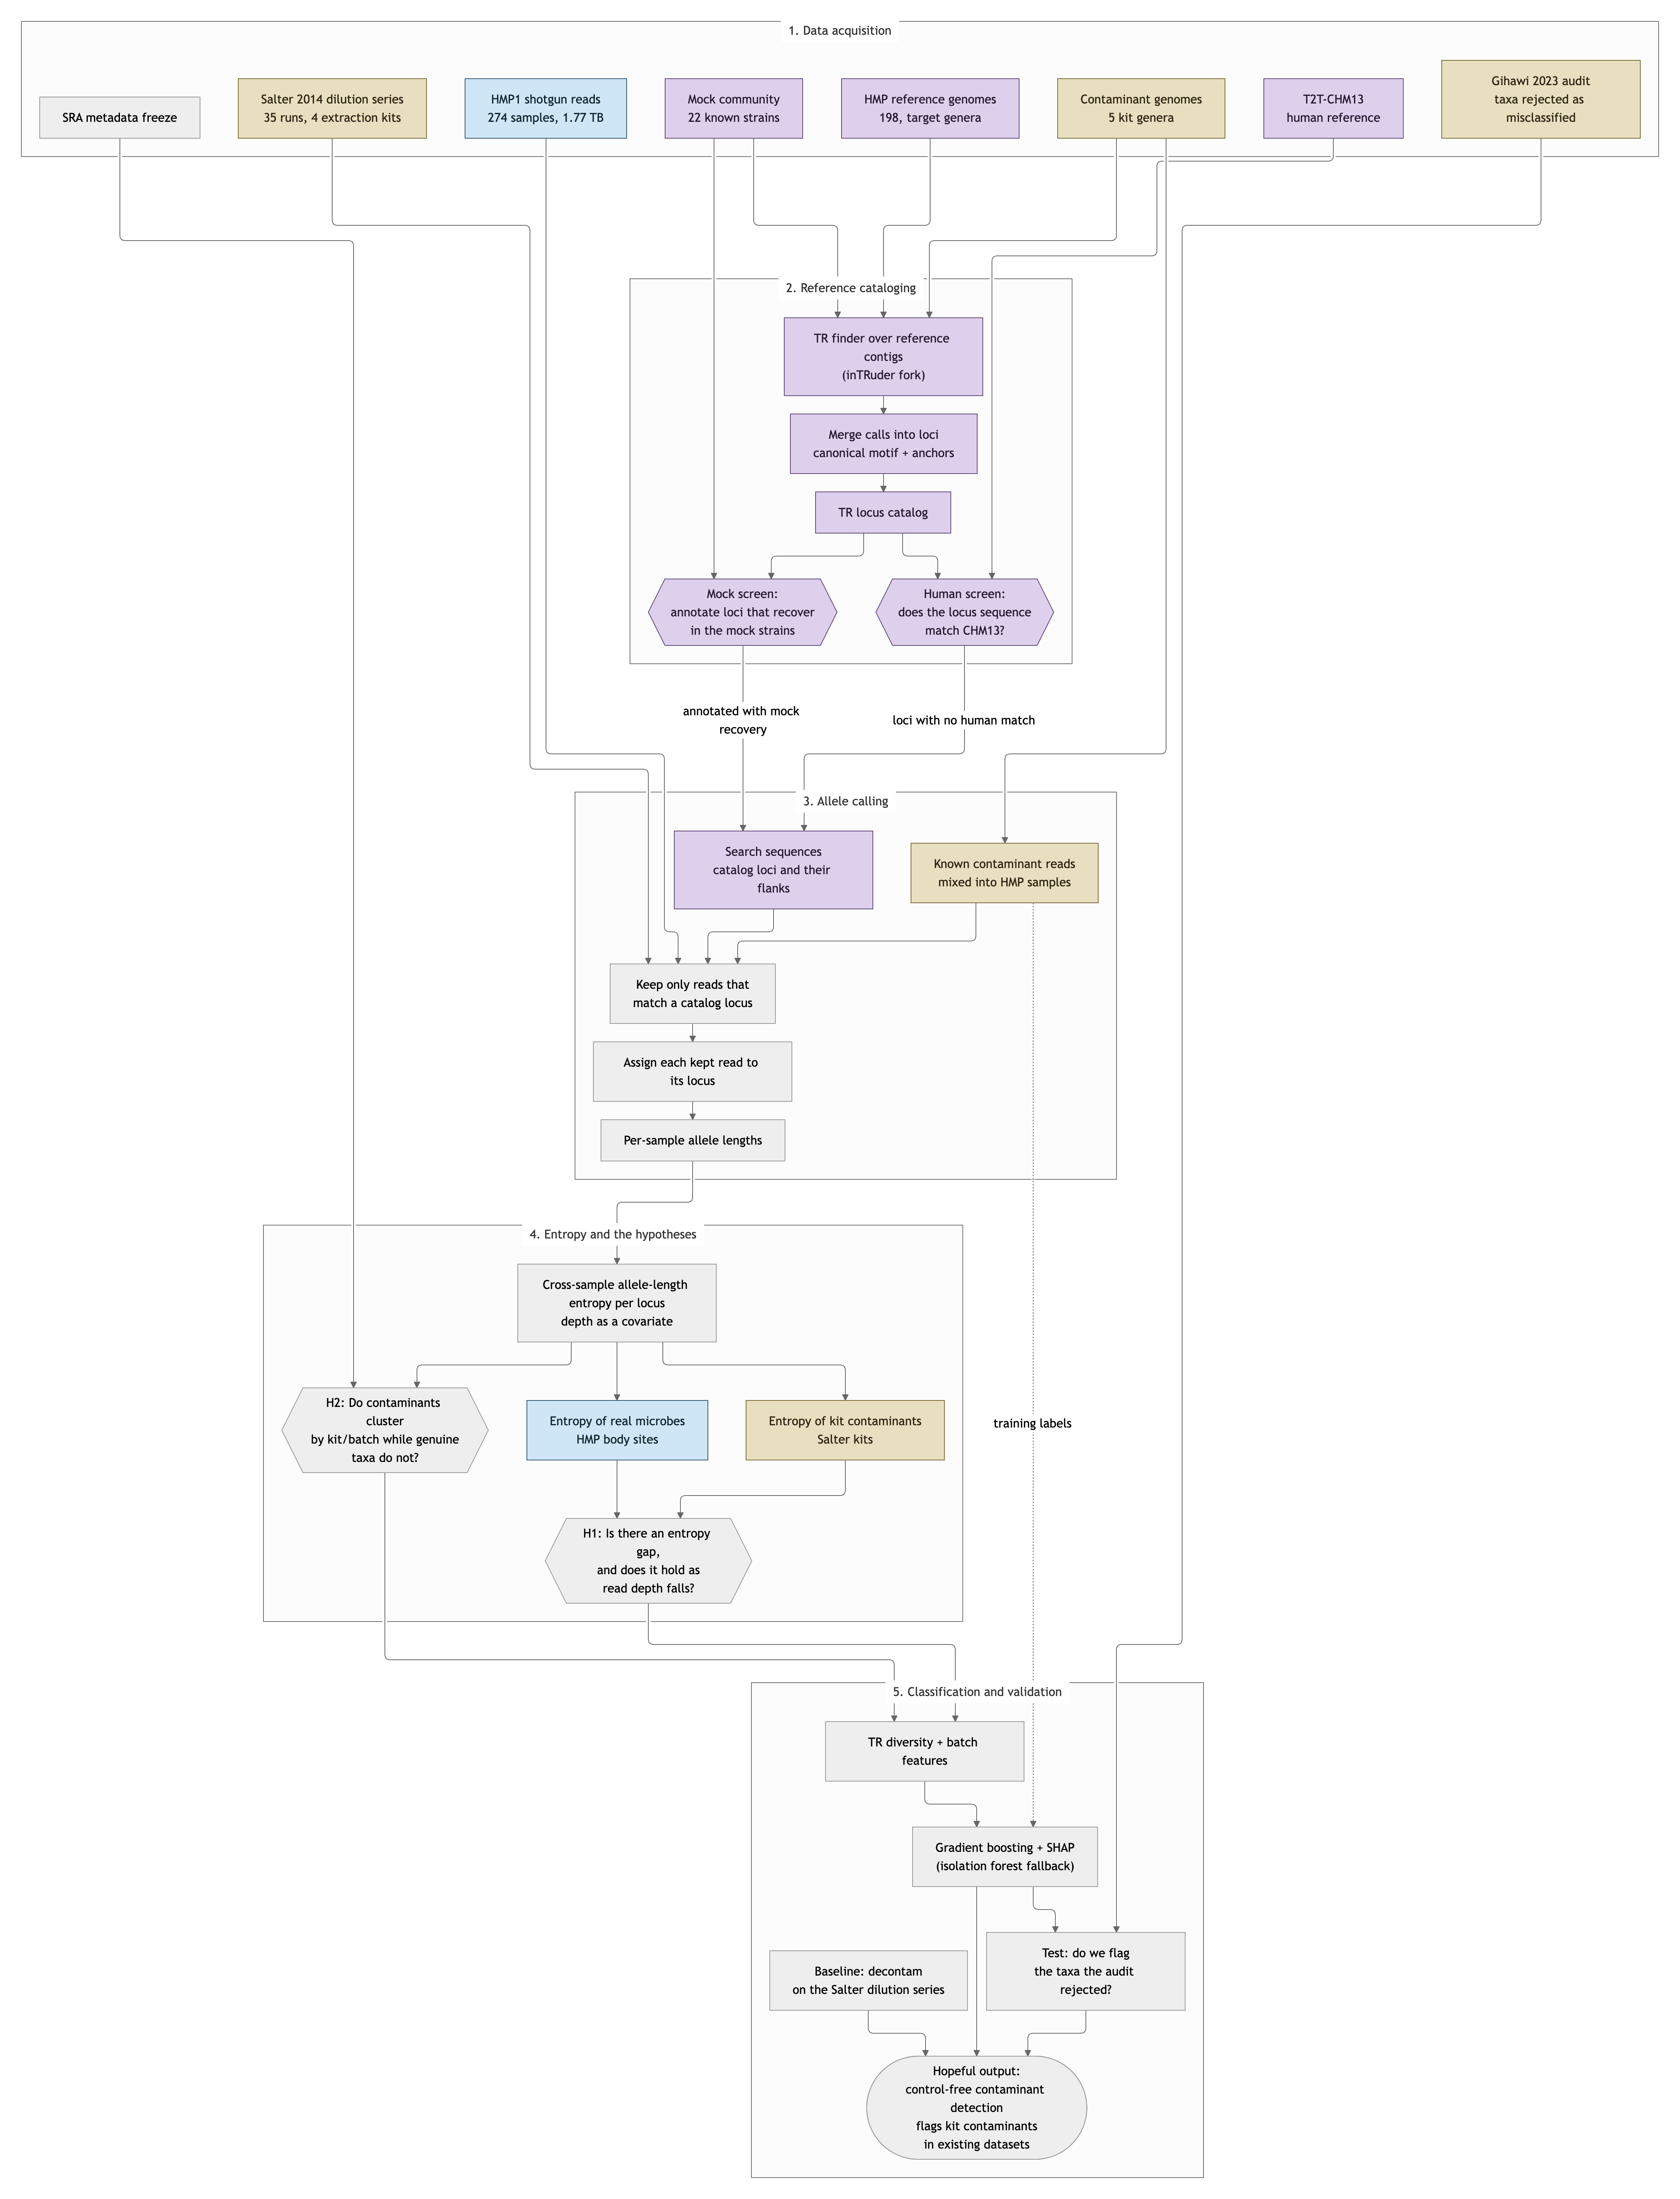 1. Data acquisition
SRA metadata freeze
Salter 2014 dilution series
35 runs, 4 extraction kits
HMP1 shotgun reads
274 samples, 1.77 TB
Mock community
22 known strains
HMP reference genomes
198, target genera
Contaminant genomes
5 kit genera
T2T-CHM13
human reference
Gihawi 2023 audit
taxa rejected as
misclassified
2. Reference cataloging
TR finder over reference
contigs
(inTRuder fork)
Merge calls into loci
canonical motif + anchors
TR locus catalog
Mock screen:
annotate loci that recover
in the mock strains
Human screen:
does the locus sequence
match CHM13?
annotated with mock
recovery
loci with no human match
3. Allele calling
Search sequences
catalog loci and their
flanks
Known contaminant reads
mixed into HMP samples
Keep only reads that
match a catalog locus
Assign each kept read to
its locus
Per-sample allele lengths
4. Entropy and the hypotheses
Cross-sample allele-length
entropy per locus
depth as a covariate
H2: Do contaminants
cluster
by kit/batch while genuine
taxa do not?
Entropy of real microbes
HMP body sites
Entropy of kit contaminants
Salter kits
training labels
H1: Is there an entropy
gap,
and does it hold as
read depth falls?
5. Classification and validation
TR diversity + batch
features
Gradient boosting + SHAP
(isolation forest fallback)
Baseline: decontam
on the Salter dilution series
Test: do we flag
the taxa the audit
rejected?
Hopeful output:
control-free contaminant
detection
flags kit contaminants
in existing datasets